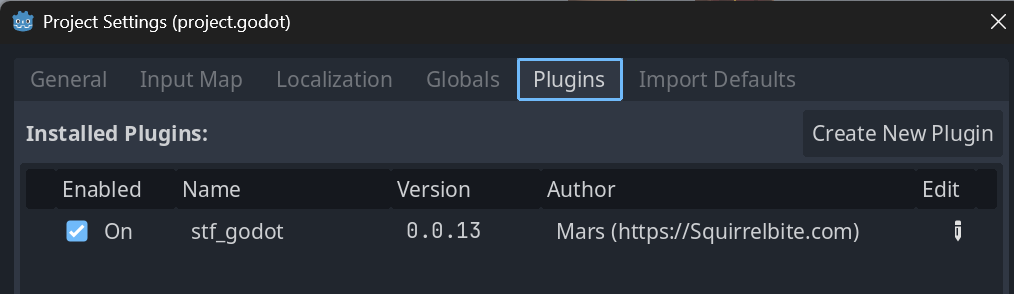 Project Settings (project.godot)
General Input Map Localization Globals Plugins Import Defaults
Installed Plugins: Create New Plugin
Enabled Name Version Author Edit
On stf_godot 0.0.13 Mars (https://Squirrelbite.com)